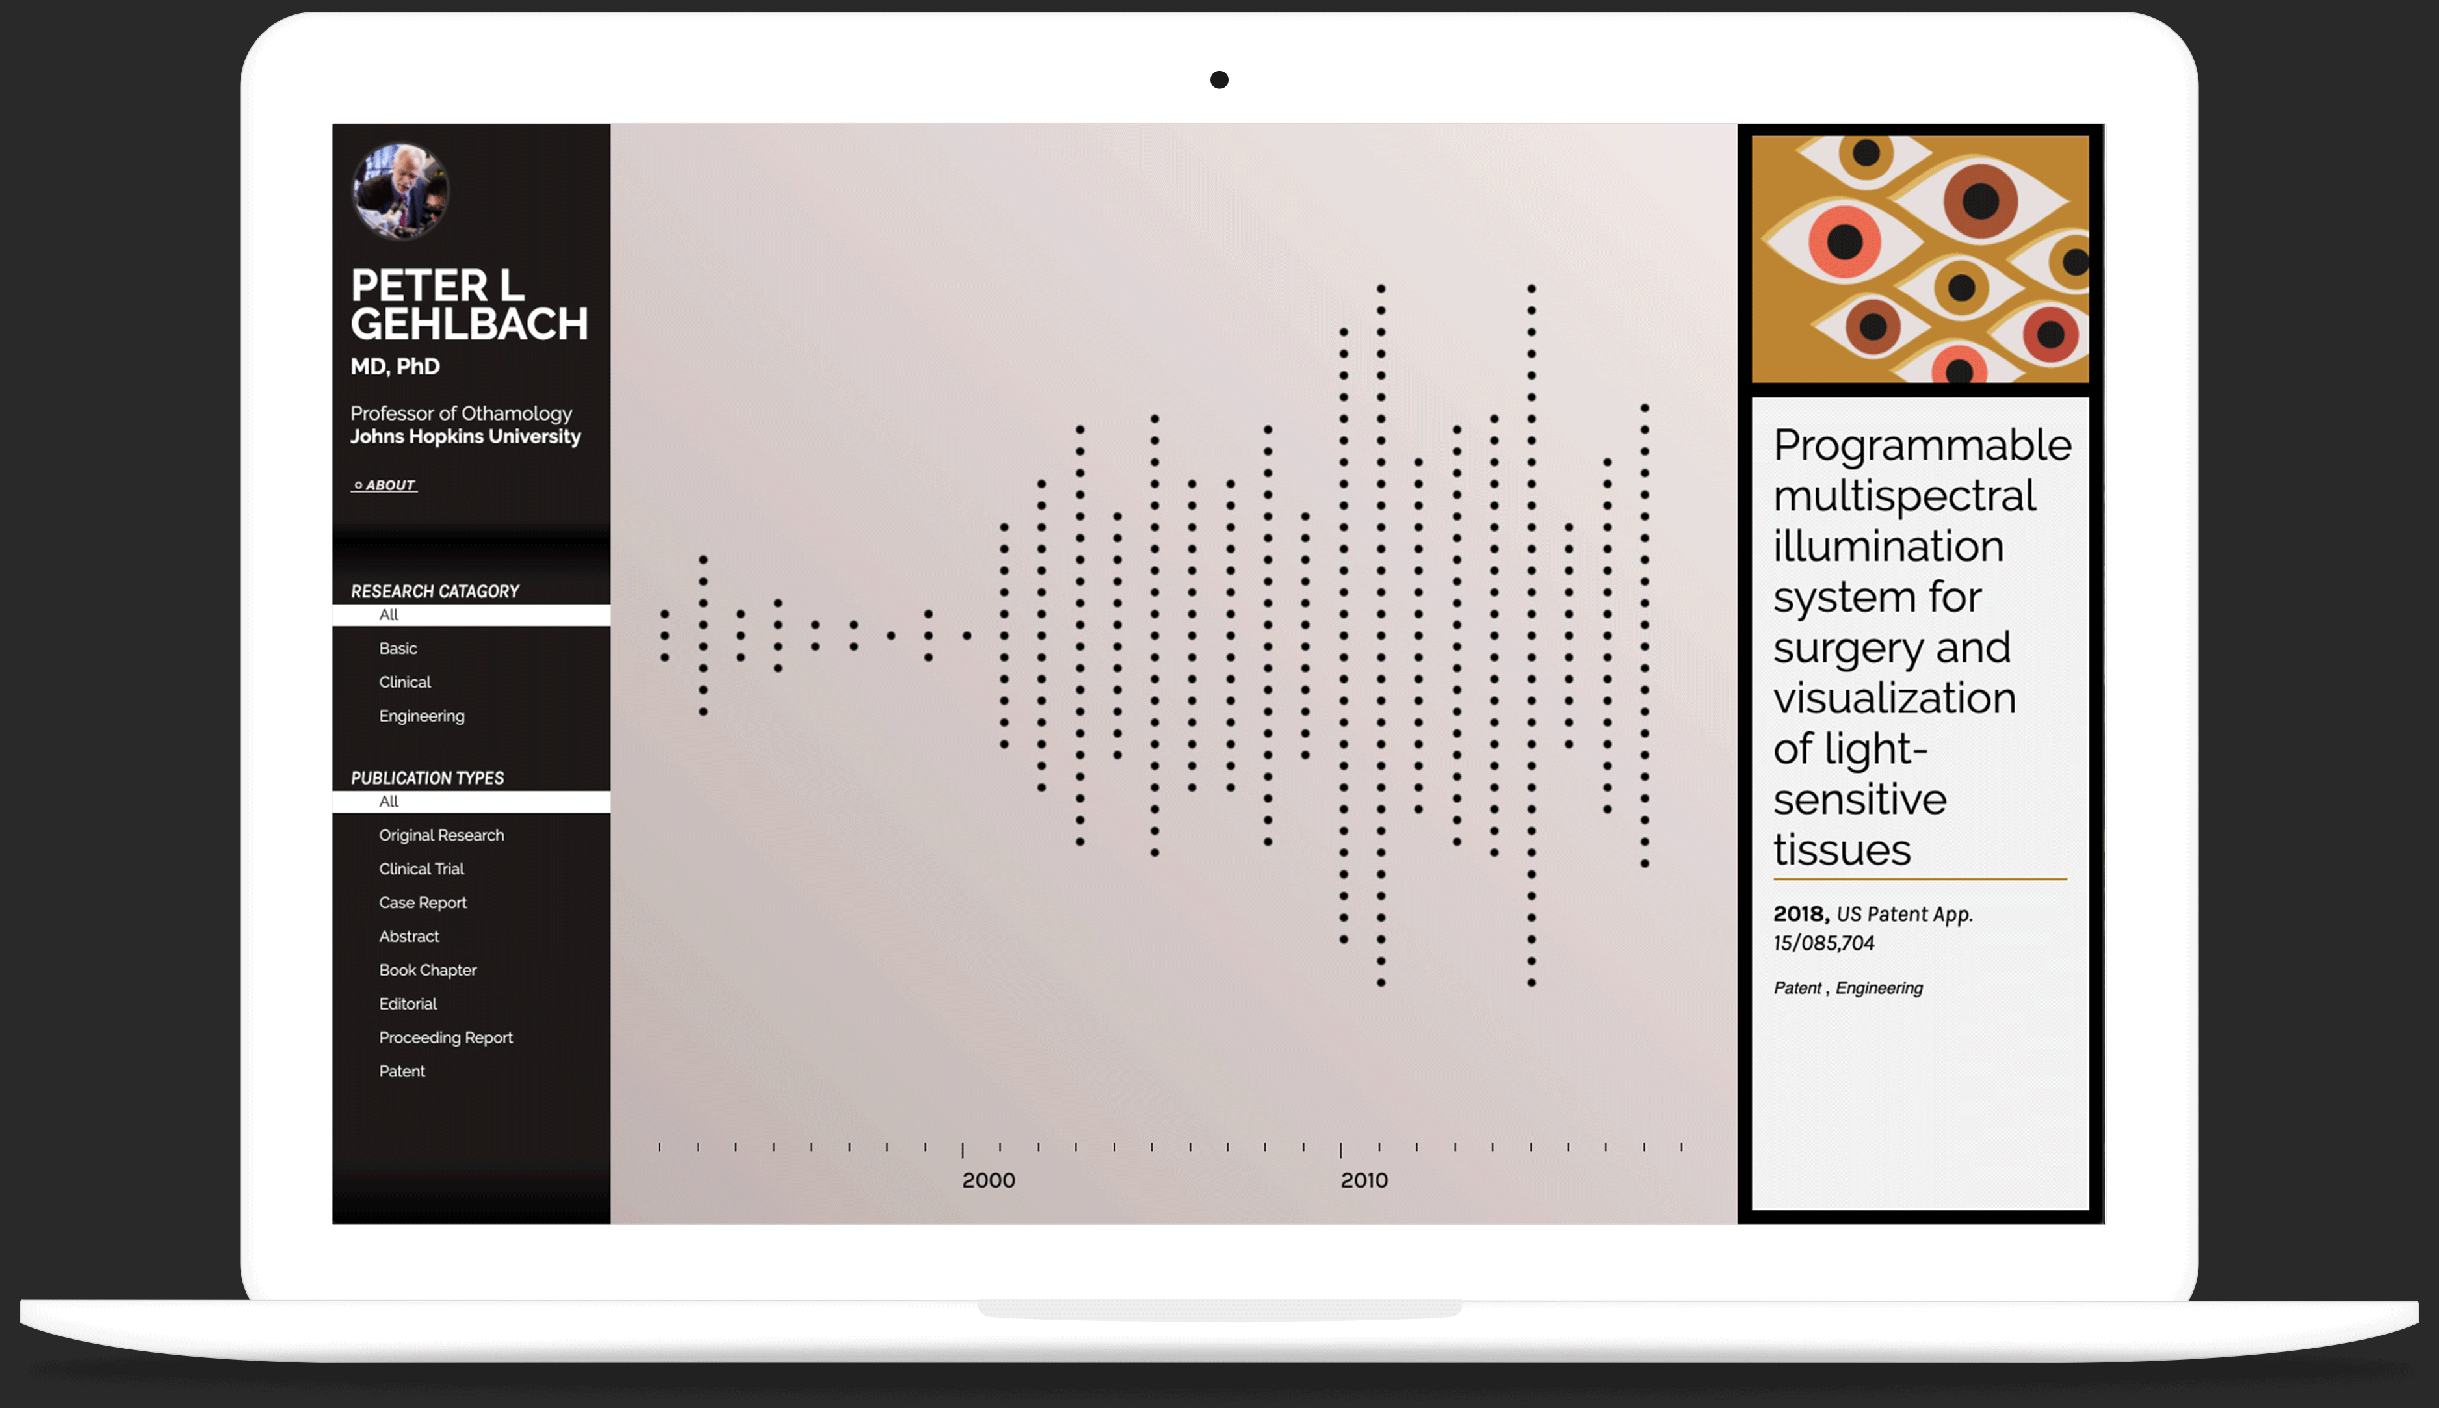 PETER L
GEHLBACH
MD, PhD
Professor of Othamology
Johns Hopkins University
ABOUT
RESEARCH CATAGORY
All
Basic
Clinical
Engineering
PUBLICATION TYPES
All
Original Research
Clinical Trial
Case Report
Abstract
Book Chapter
Editorial
Proceeding Report
Patent
2000
2010
Programmable
multispectral
illumination
system for
surgery and
visualization
of light-
sensitive
tissues
2018, US Patent App.
15/085,704
Patent , Engineering